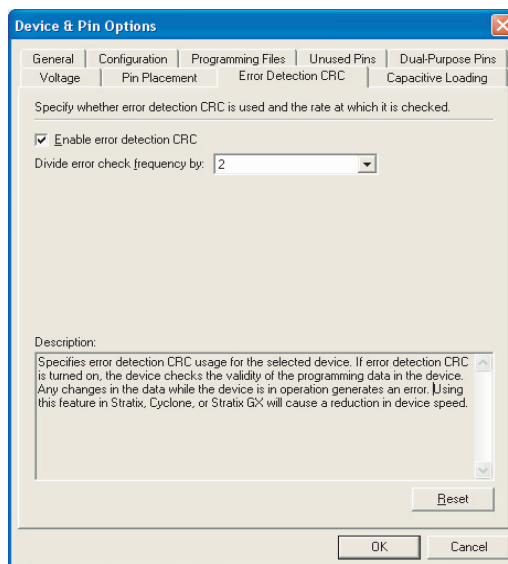 Device & Pin Options
General
Configuration
Programming Files
Unused Pins
Dual-Purpose Pins
Voltage
Pin Placement
Error Detection CRC
Capacitive Loading
Specify whether error detection CRC is used and the rate at which it is checked.
Enable error detection CRC
Divide error check frequency by: 2
Description:
Specifies error detection CRC usage for the selected device. If error detection CRC
is turned on, the device checks the validity of the programming data in the device.
Any changes in the data while the device is in operation generates an error. Using
this feature in Stratix, Cyclone, or Stratix GX will cause a reduction in device speed.
Reset
OK
Cancel